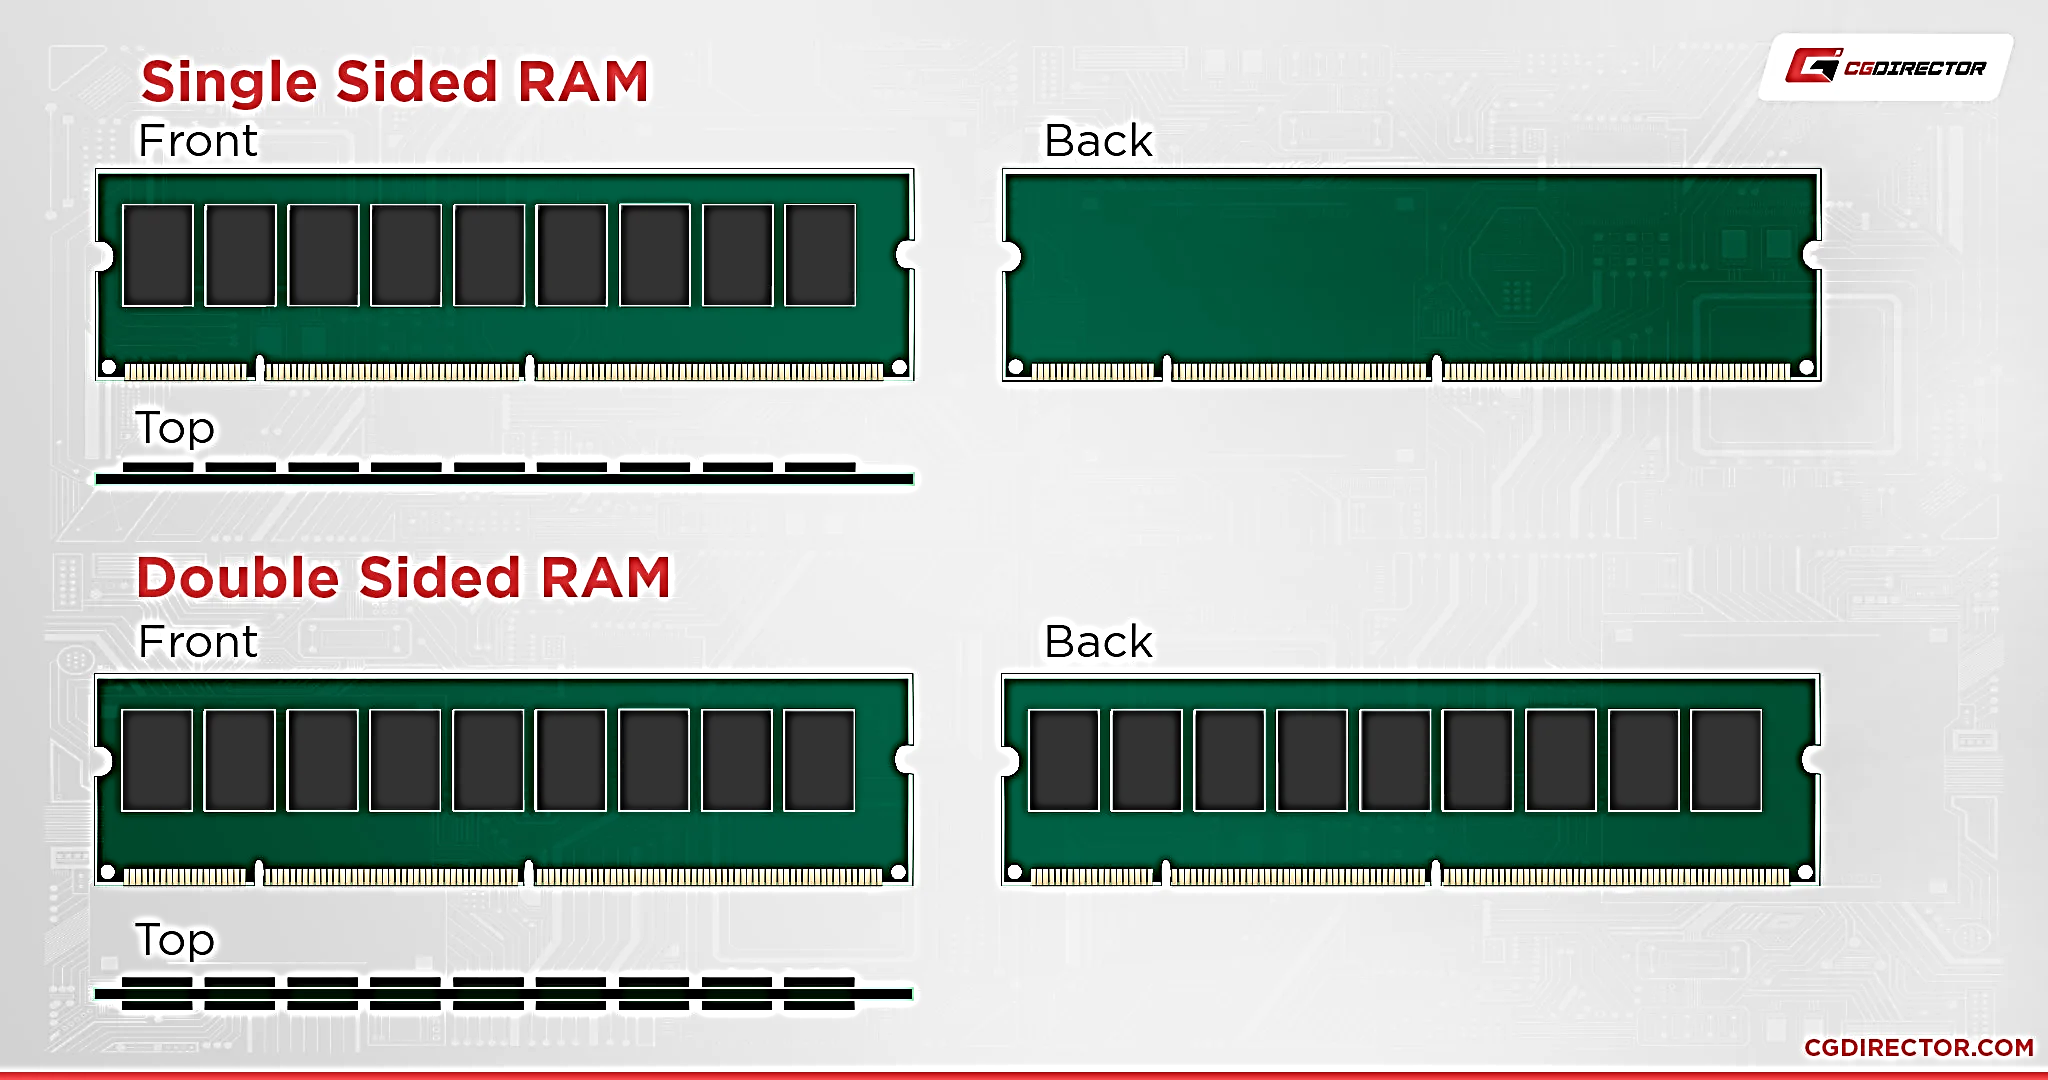 Single Sided RAM
CGDIRECTOR
Front
Back
Top
Double Sided RAM
Front
Back
Top
CGDIRECTOR.COM